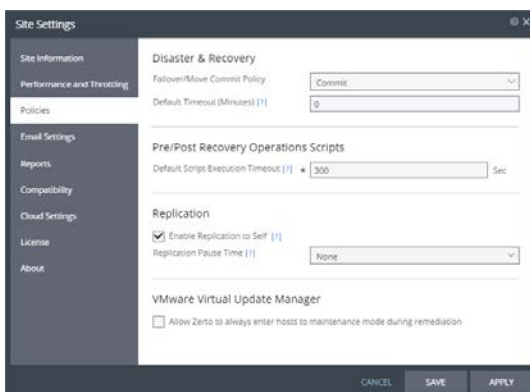 Site Settings
Site Information
Performance and Throttling
Policies
Email Settings
Reports
Compatibility
Cloud Settings
License
About
Disaster & Recovery
Failover/Move Commit Policy
Commit
Default Timeout (Minutes) [?]
0
Pre/Post Recovery Operations Scripts
Default Script Execution Timeout [?] * 300 Sec
Replication
Enable Replication to Self [?]
Replication Pause Time [?]
None
VMware Virtual Update Manager
Allow Zerto to always enter hosts to maintenance mode during remediation
CANCEL SAVE APPLY